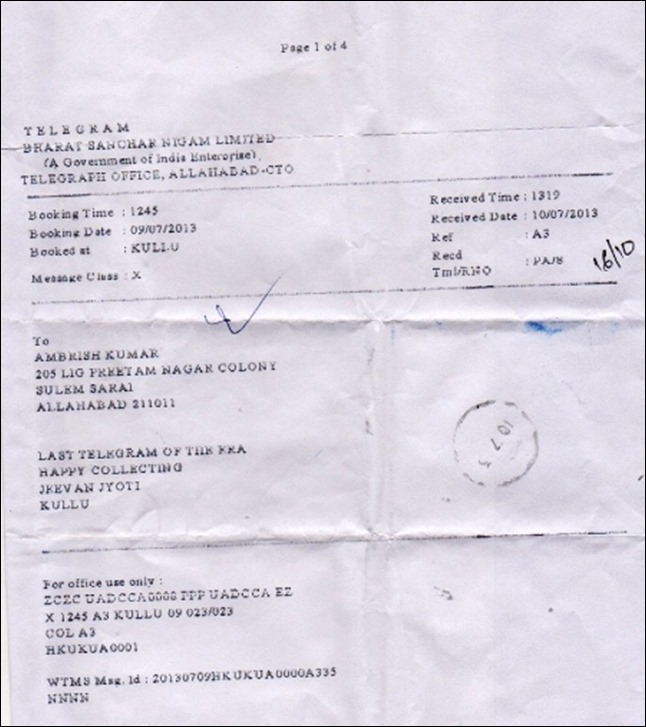 Page 1 of 4
TELEGRAM
BHARAT SANCHAR NIGAM LIMITED
(A Government of India Enterprise),
TELEGRAPH OFFICE, ALLAHABAD-CTO
Booking Time : 1245
Booking Date : 09/07/2013
Booked at : KULLU
Message Class : X
Received Time : 1319
Received Date : 10/07/2013
Ref : A3
Recd
Tml/RNO : PA/8
16/10
To
AMBRISH KUMAR
205 LIG PREETAM NAGAR COLONY
SULEM SARAI
ALLAHABAD 211011
LAST TELEGRAM OF THE ERA
HAPPY COLLECTING
JEEVAN JYOTI
KULLU
10 7 3
For office use only :
ZCZC UADCCA0008 PPP UADCCA EZ
X 1245 A3 KULLU 09 023/023
COL A3
HKUKUA0001
WTMS Msg. Id : 20130709HKUKUA0000A335
NNNN